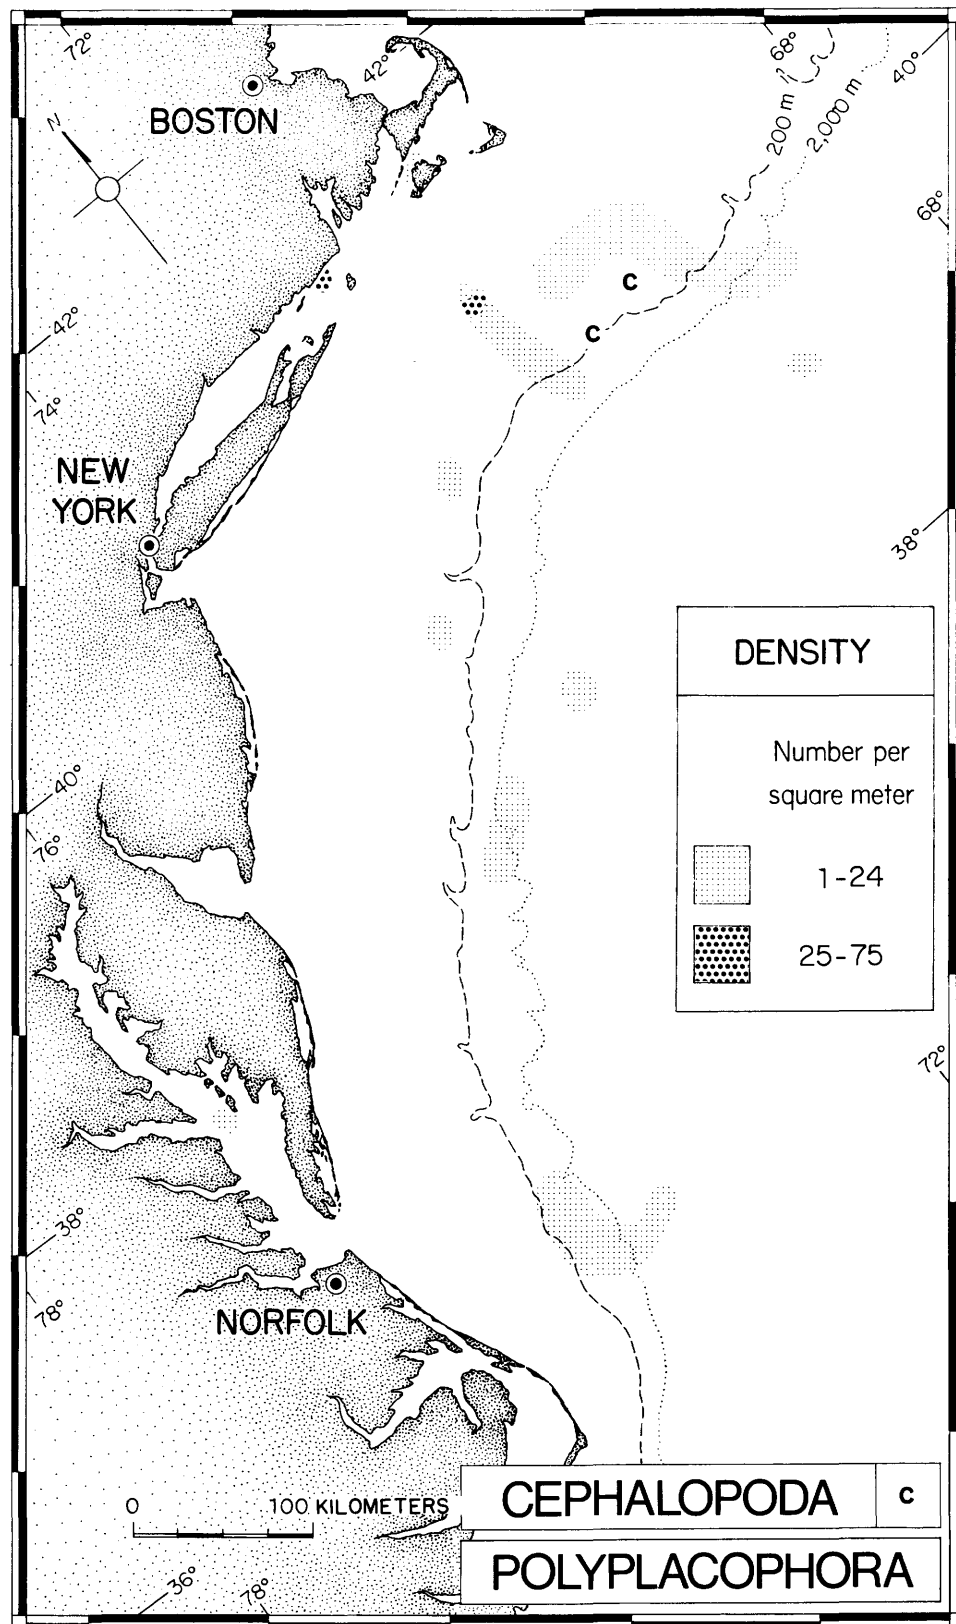 72°
42°
68°
40°
BOSTON
N
200 m
2,000 m
68°
C
C
42°
74°
NEW
YORK
38°
DENSITY
Number per
square meter
1-24
25-75
40°
76°
72°
38°
78°
NORFOLK
0 100 KILOMETERS
CEPHALOPODA C
POLYPLACOPHORA
36°
78°